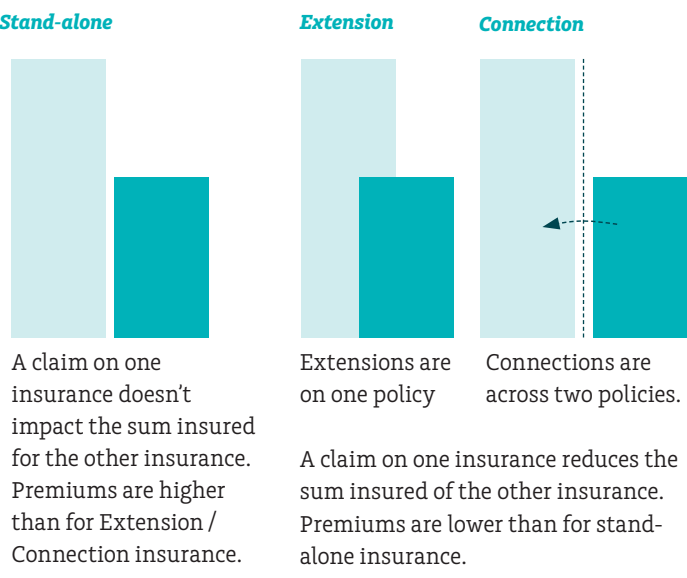 Stand-alone
A claim on one
insurance doesn't
impact the sum insured
for the other insurance.
Premiums are higher
than for Extension /
Connection insurance.
Extension
Extensions are
on one policy
Connection
Connections are
across two policies.
A claim on one insurance reduces the
sum insured of the other insurance.
Premiums are lower than for stand-
alone insurance.